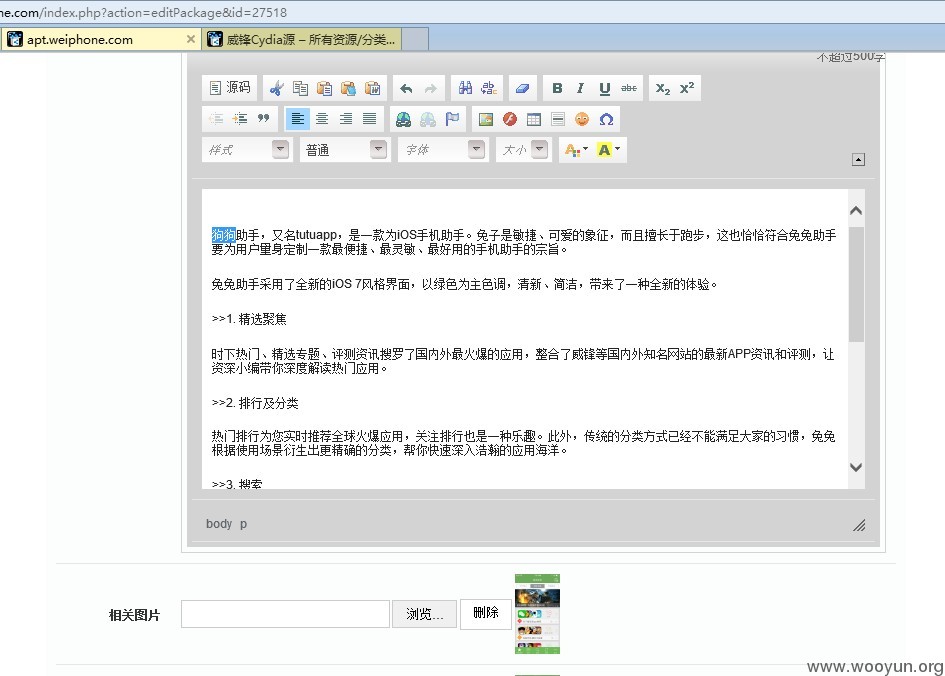 ne.com/index.php?action=editPackage&id=27518
apt.weiphone.com
威锋Cydia源 – 所有资源/分类...
不超过500字
源码
B I U abc X₂ X²
样式 普通 字体 大小
狗狗助手，又名tutuapp，是一款为iOS手机助手。兔子是敏捷、可爱的象征，而且擅长于跑步，这也恰恰符合兔兔助手
要为用户量身定制一款最便捷、最灵敏、最好用的手机助手的宗旨。
兔兔助手采用了全新的iOS 7风格界面，以绿色为主色调，清新、简洁，带来了一种全新的体验。
>>1. 精选聚焦
时下热门、精选专题、评测资讯搜罗了国内外最火爆的应用，整合了威锋等国内外知名网站的最新APP资讯和评测，让
资深小编带你深度解读热门应用。
>>2. 排行及分类
热门排行为您实时推荐全球火爆应用，关注排行也是一种乐趣。此外，传统的分类方式已经不能满足大家的习惯，兔兔
根据使用场景衍生出更精确的分类，帮你快速深入浩瀚的应用海洋。
>>3. 搜索
body p
相关图片 浏览... 删除
www.wooyun.org